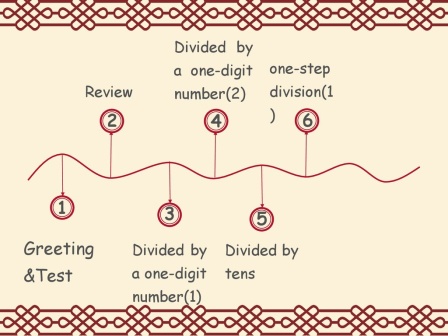 Greeting
&Test
1
Review
2
Divided by
a one-digit
number(1)
3
Divided by
a one-digit
number(2)
4
Divided by
tens
5
one-step
division(1
)
6